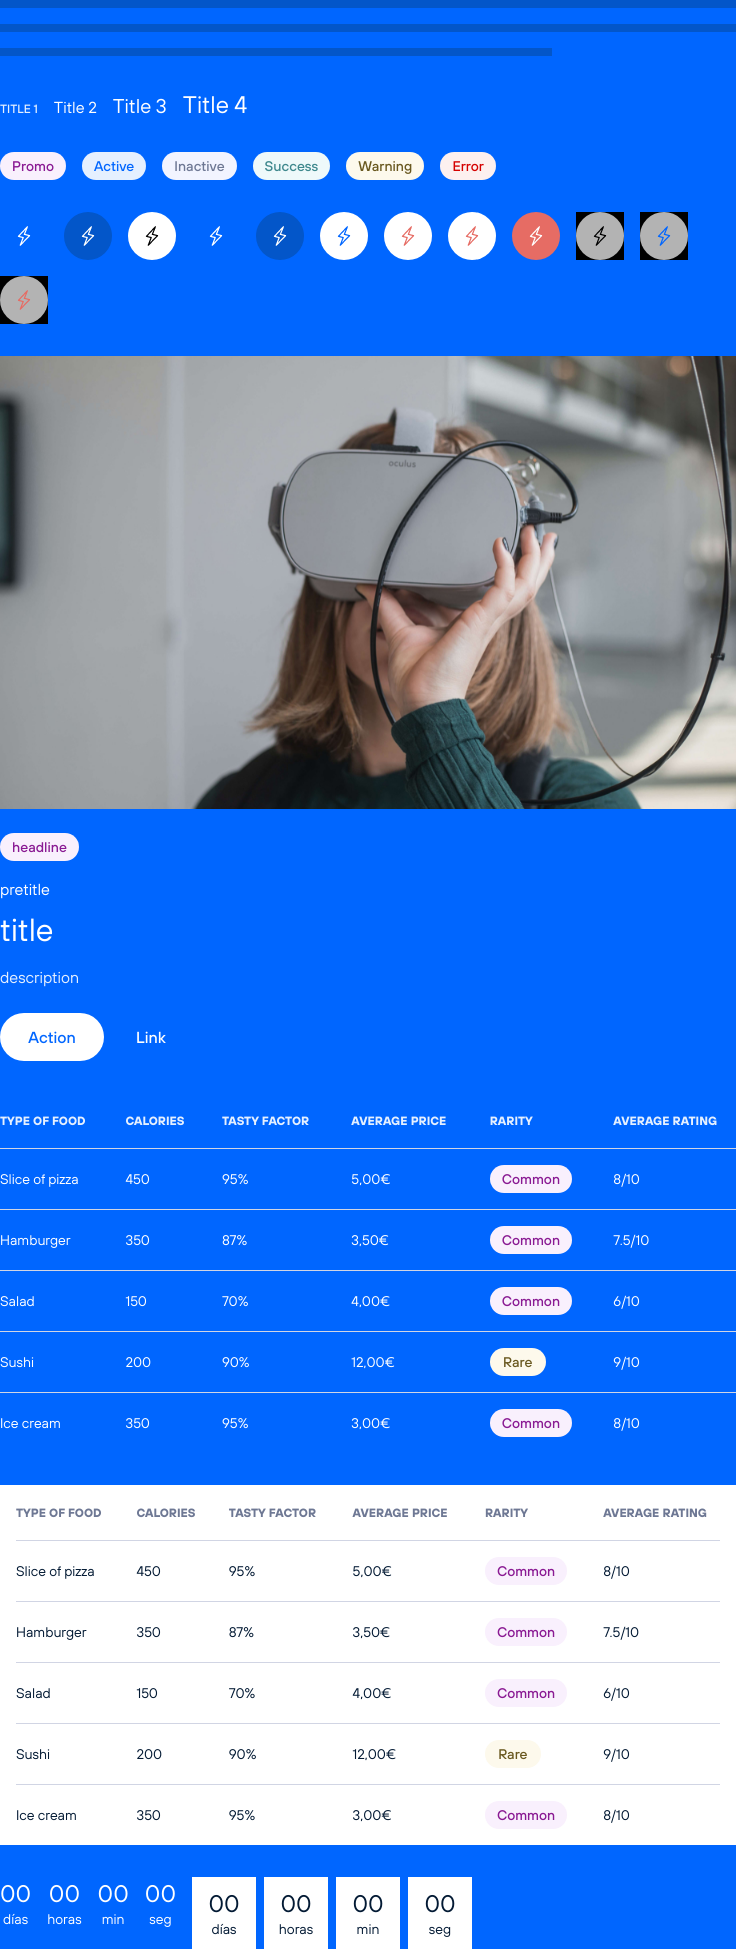 TITLE 1 Title 2 Title 3 Title 4
Promo Active Inactive Success Warning Error
oculus
headline
pretitle
title
description
Action Link
TYPE OF FOOD CALORIES TASTY FACTOR AVERAGE PRICE RARITY AVERAGE RATING
Slice of pizza 450 95% 5,00€ Common 8/10
Hamburger 350 87% 3,50€ Common 7.5/10
Salad 150 70% 4,00€ Common 6/10
Sushi 200 90% 12,00€ Rare 9/10
Ice cream 350 95% 3,00€ Common 8/10
TYPE OF FOOD CALORIES TASTY FACTOR AVERAGE PRICE RARITY AVERAGE RATING
Slice of pizza 450 95% 5,00€ Common 8/10
Hamburger 350 87% 3,50€ Common 7.5/10
Salad 150 70% 4,00€ Common 6/10
Sushi 200 90% 12,00€ Rare 9/10
Ice cream 350 95% 3,00€ Common 8/10
00 00 00 00 00 00 00 00
días horas min seg días horas min seg